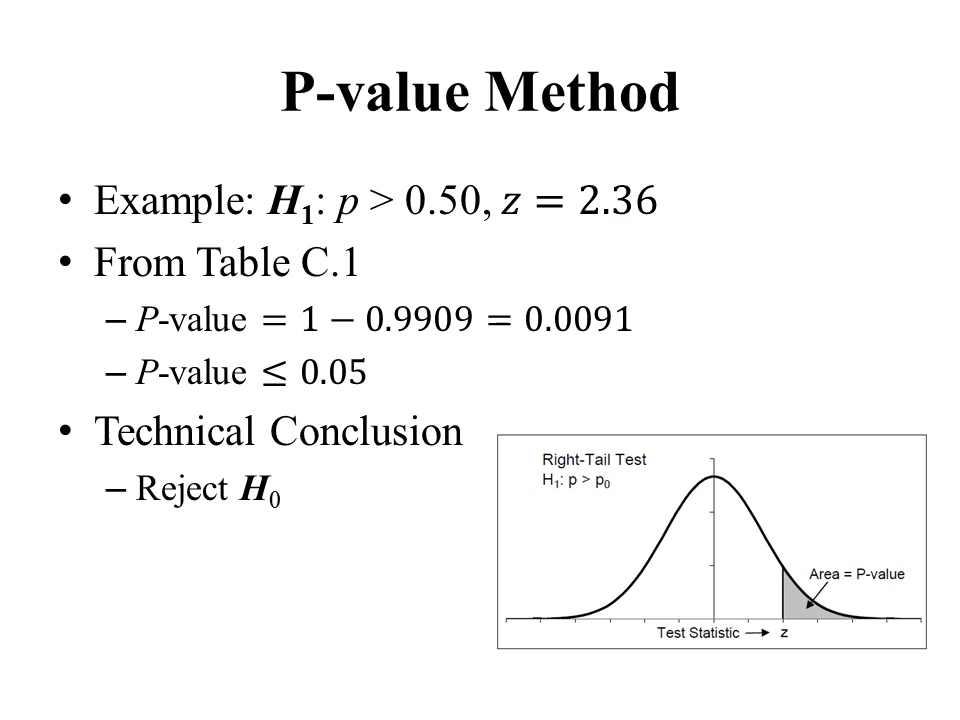 P-value Method
• Example: H₁: p > 0.50, 𝑧 = 2.36
• From Table C.1
– P-value = 1 − 0.9909 = 0.0091
– P-value ≤ 0.05
• Technical Conclusion
– Reject H₀
Right-Tail Test
H₁: p > p₀
Area = P-value
Test Statistic → z